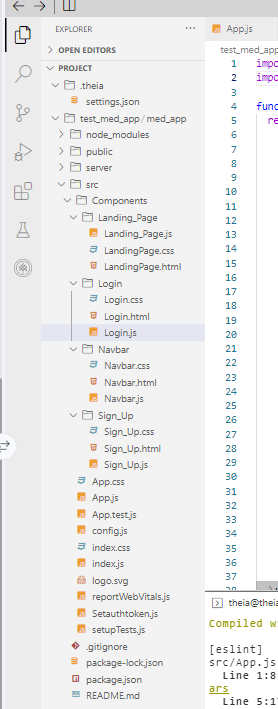 EXPLORER
App.js
OPEN EDITORS
test_med_app
PROJECT
.theia
settings.json
test_med_app / med_app
node_modules
public
server
src
Components
Landing_Page
Landing_Page.js
LandingPage.css
LandingPage.html
Login
Login.css
Login.html
Login.js
Navbar
Navbar.css
Navbar.html
Navbar.js
Sign_Up
Sign_Up.css
Sign_Up.html
Sign_Up.js
App.css
App.js
App.test.js
config.js
index.css
index.js
logo.svg
reportWebVitals.js
Setauthtoken.js
setupTests.js
.gitignore
package-lock.json
package.json
README.md
1 impo
2 impo
3
4 func
5 re
6
7
8
9
10
11
12
13
14
15
16
17
18
19
20
21
22
23
24
25
26
27
28
29
30
31
32
33
34
35
36
37
38
theia@theia
Compiled w
[eslint]
src/App.js
Line 1:8
ars
Line 5:1